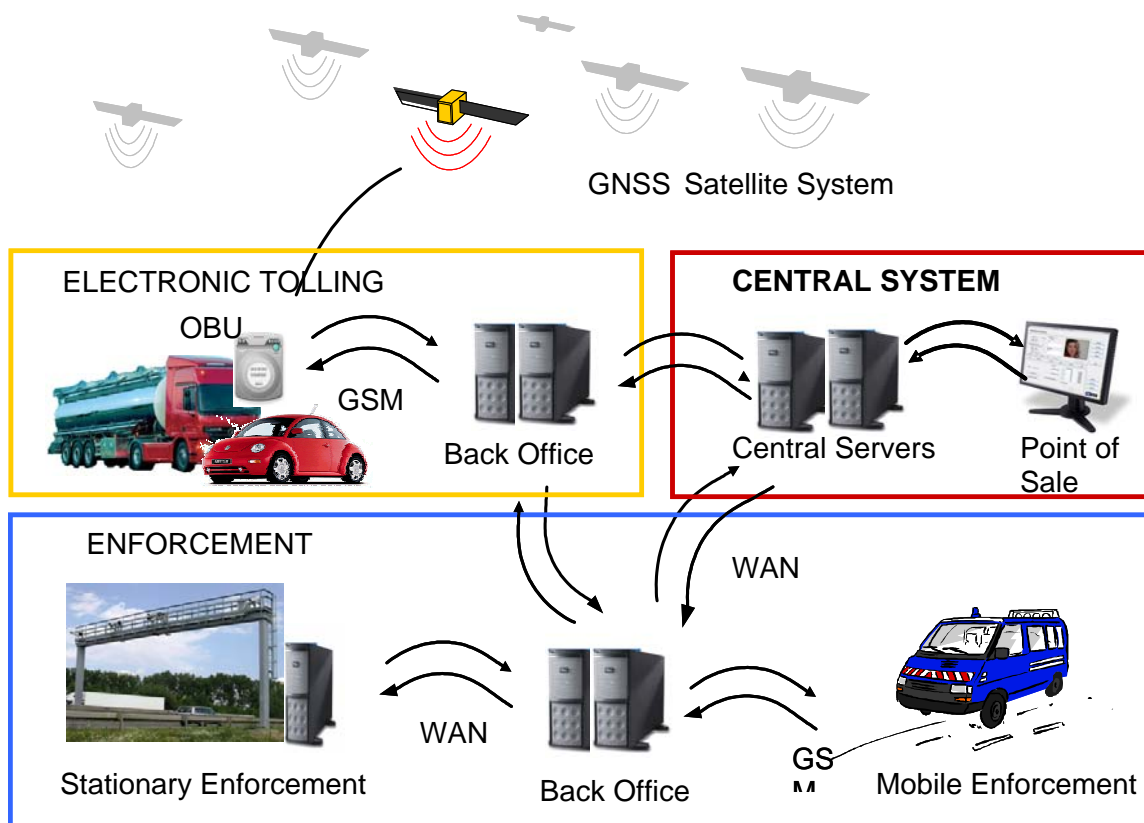 GNSS Satellite System
ELECTRONIC TOLLING
CENTRAL SYSTEM
OBU
GSM
Back Office
Central Servers
Point of
Sale
ENFORCEMENT
WAN
WAN
GS
M
Stationary Enforcement
Back Office
Mobile Enforcement